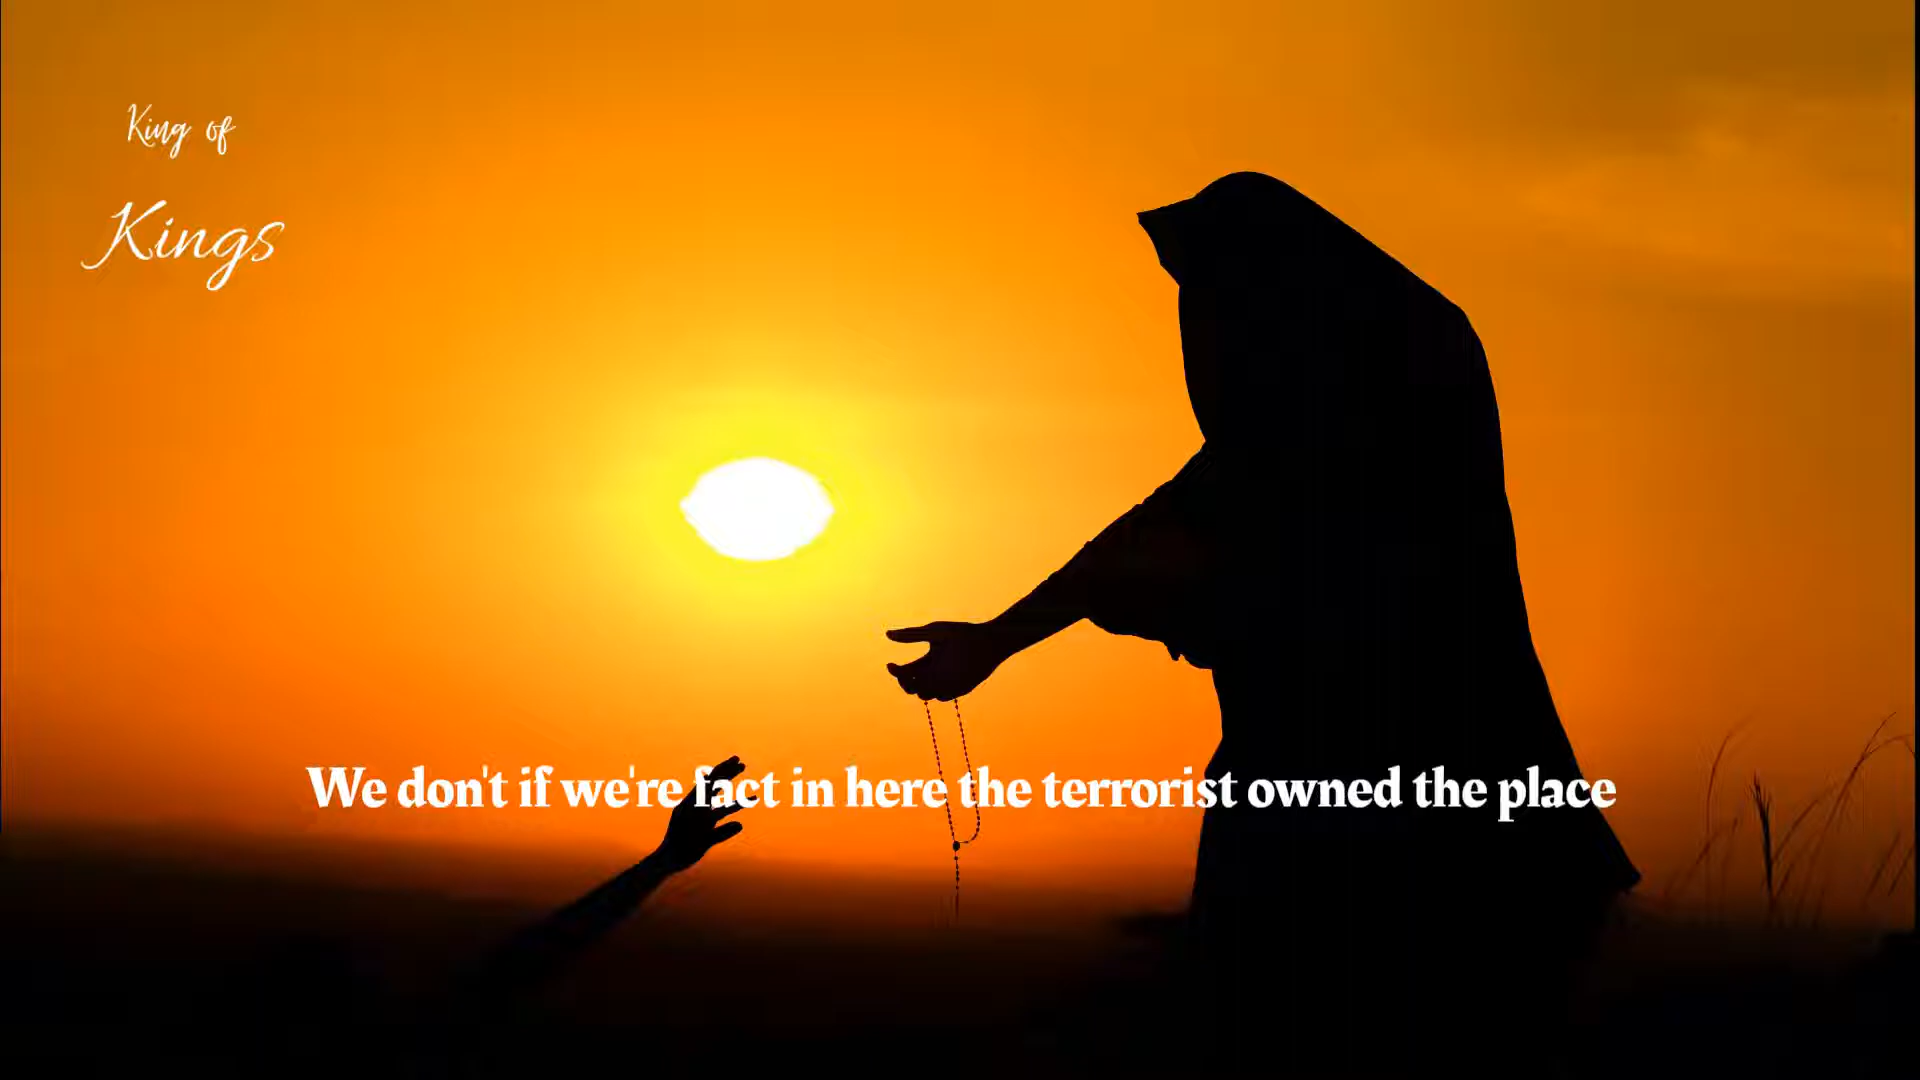 King of
Kings
We don't if we're fact in here the terrorist owned the place